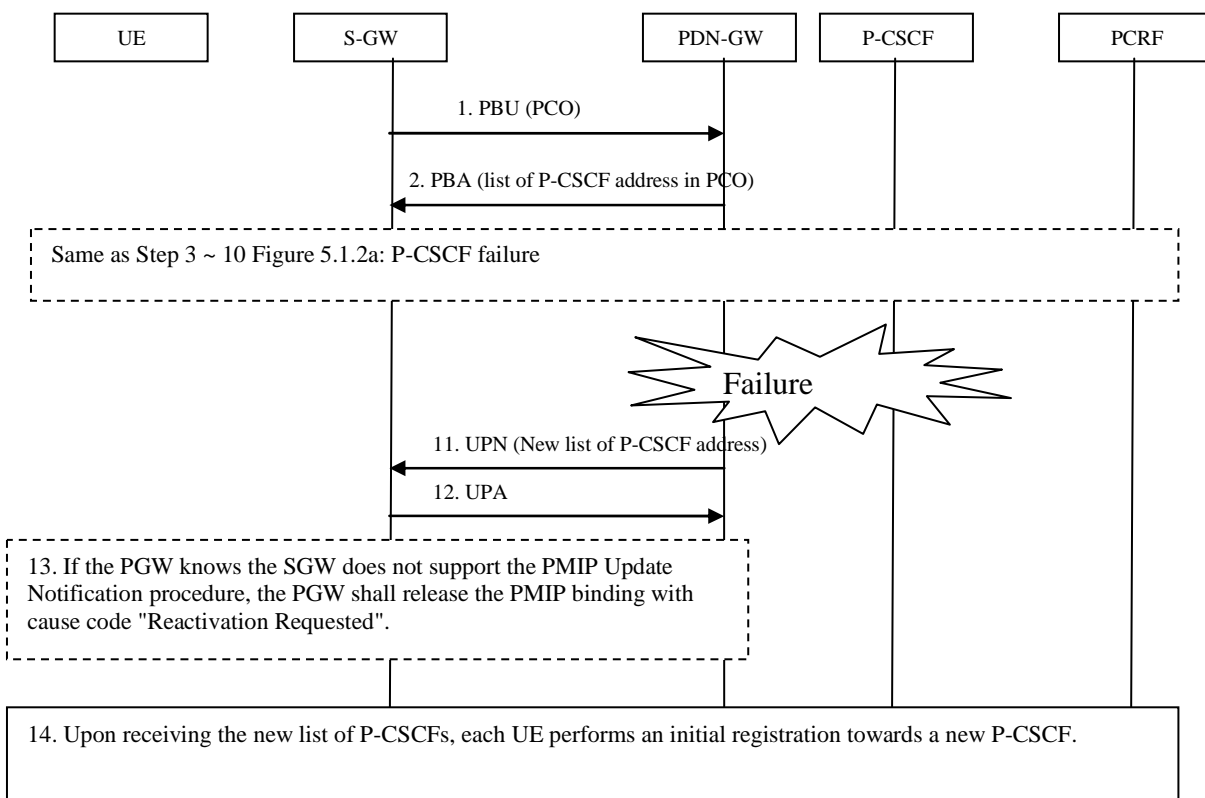 UE
S-GW
PDN-GW
P-CSCF
PCRF
1. PBU (PCO)
2. PBA (list of P-CSCF address in PCO)
Same as Step 3 ~ 10 Figure 5.1.2a: P-CSCF failure
Failure
11. UPN (New list of P-CSCF address)
12. UPA
13. If the PGW knows the SGW does not support the PMIP Update
Notification procedure, the PGW shall release the PMIP binding with
cause code "Reactivation Requested".
14. Upon receiving the new list of P-CSCFs, each UE performs an initial registration towards a new P-CSCF.